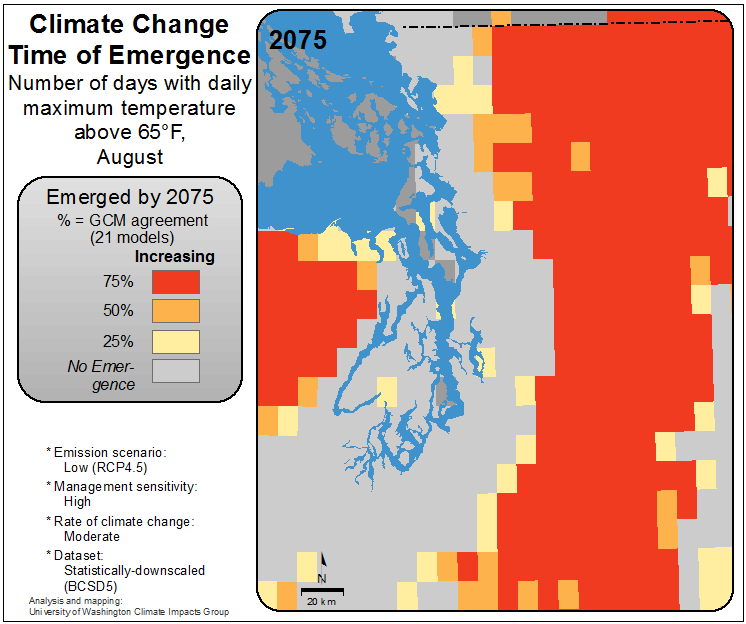 Climate Change
Time of Emergence
Number of days with daily
maximum temperature
above 65°F,
August
2075
Emerged by 2075
% = GCM agreement
(21 models)
Increasing
75%
50%
25%
No Emer-
gence
* Emission scenario:
Low (RCP4.5)
* Management sensitivity:
High
* Rate of climate change:
Moderate
* Dataset:
Statistically-downscaled
(BCSD5)
Analysis and mapping:
University of Washington Climate Impacts Group
N
20 km